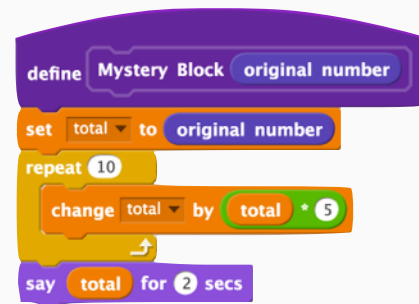 define Mystery Block original number
set total to original number
repeat 10
change total by total * 5
say total for 2 secs